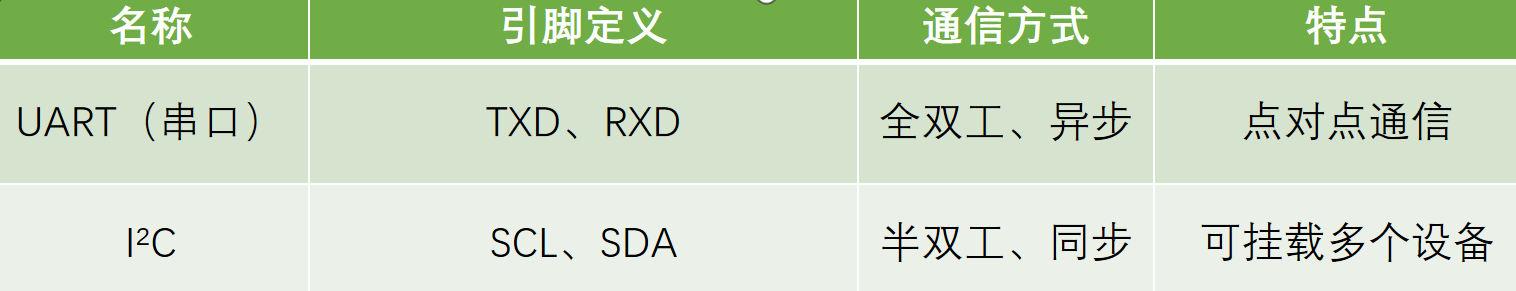 名称 引脚定义 通信方式 特点
UART（串口） TXD、RXD 全双工、异步 点对点通信
I²C SCL、SDA 半双工、同步 可挂载多个设备